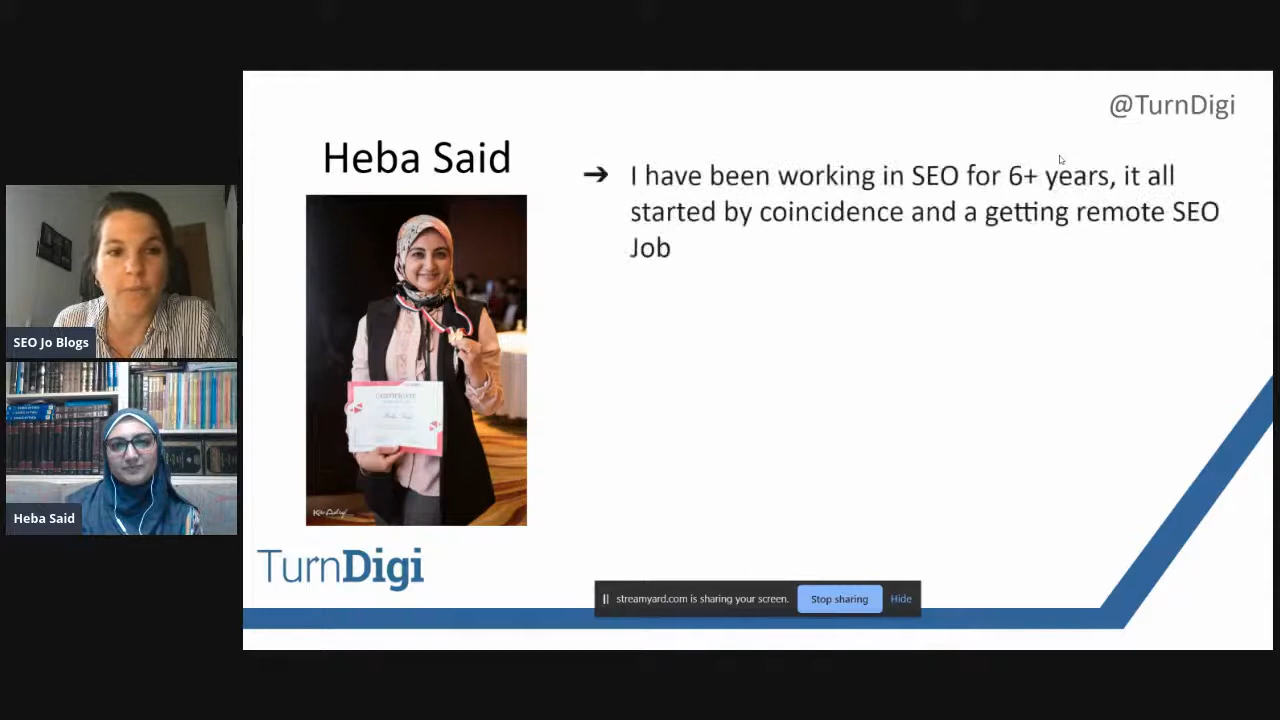 @TurnDigi
Heba Said
➔ I have been working in SEO for 6+ years, it all
started by coincidence and a getting remote SEO
Job
SEO Jo Blogs
Heba Said
CERTIFICATE
TurnDigi
streamyard.com is sharing your screen.
Stop sharing
Hide